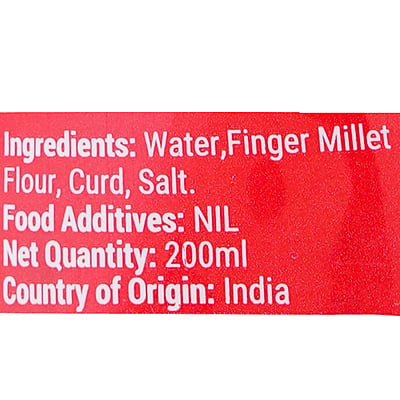 Ingredients: Water,Finger Millet
Flour, Curd, Salt.
Food Additives: NIL
Net Quantity: 200ml
Country of Origin: India